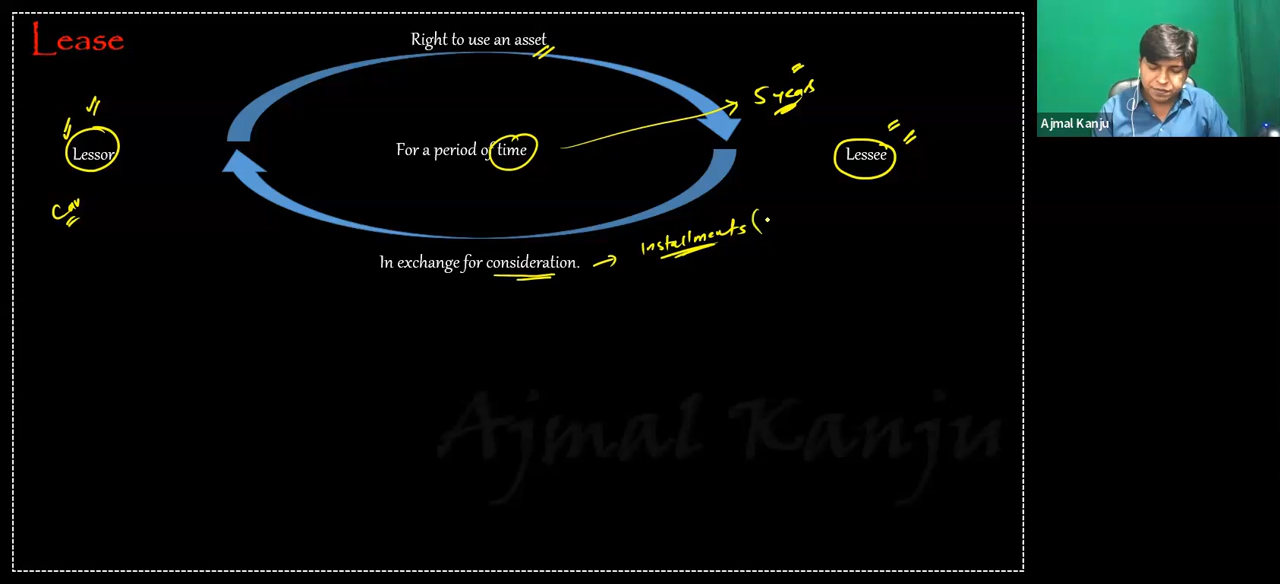 Lease
Right to use an asset
5 years
Lessor
For a period of time
Lessee
Car
In exchange for consideration.
Installments (
Ajmal Kanju
Ajmal Kanju